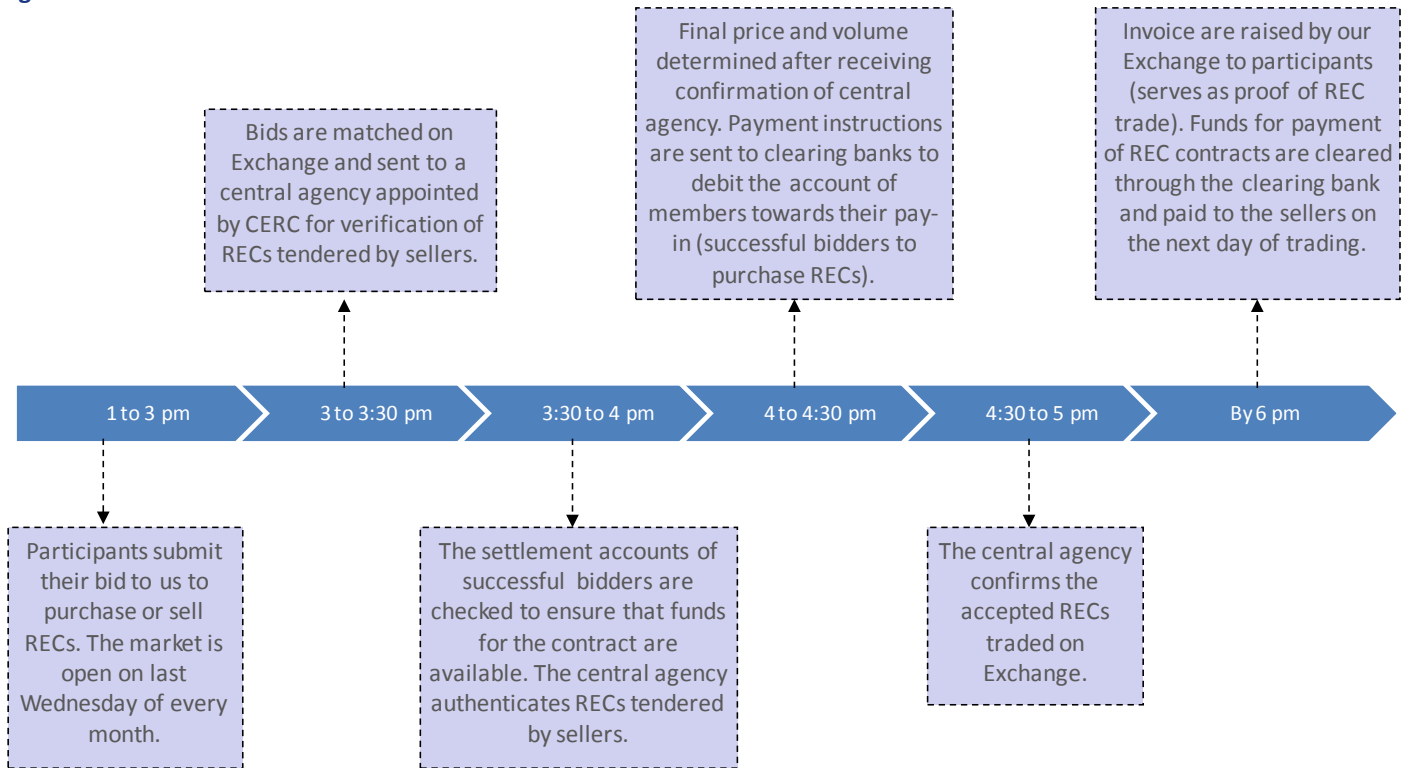 Bids are matched on
Exchange and sent to a
central agency appointed
by CERC for verification of
RECs tendered by sellers.
Final price and volume
determined after receiving
confirmation of central
agency. Payment instructions
are sent to clearing banks to
debit the account of
members towards their pay-
in (successful bidders to
purchase RECs).
Invoice are raised by our
Exchange to participants
(serves as proof of REC
trade). Funds for payment
of REC contracts are cleared
through the clearing bank
and paid to the sellers on
the next day of trading.
1 to 3 pm
3 to 3:30 pm
3:30 to 4 pm
4 to 4:30 pm
4:30 to 5 pm
By 6 pm
Participants submit
their bid to us to
purchase or sell
RECs. The market is
open on last
Wednesday of every
month.
The settlement accounts of
successful bidders are
checked to ensure that funds
for the contract are
available. The central agency
authenticates RECs tendered
by sellers.
The central agency
confirms the
accepted RECs
traded on
Exchange.